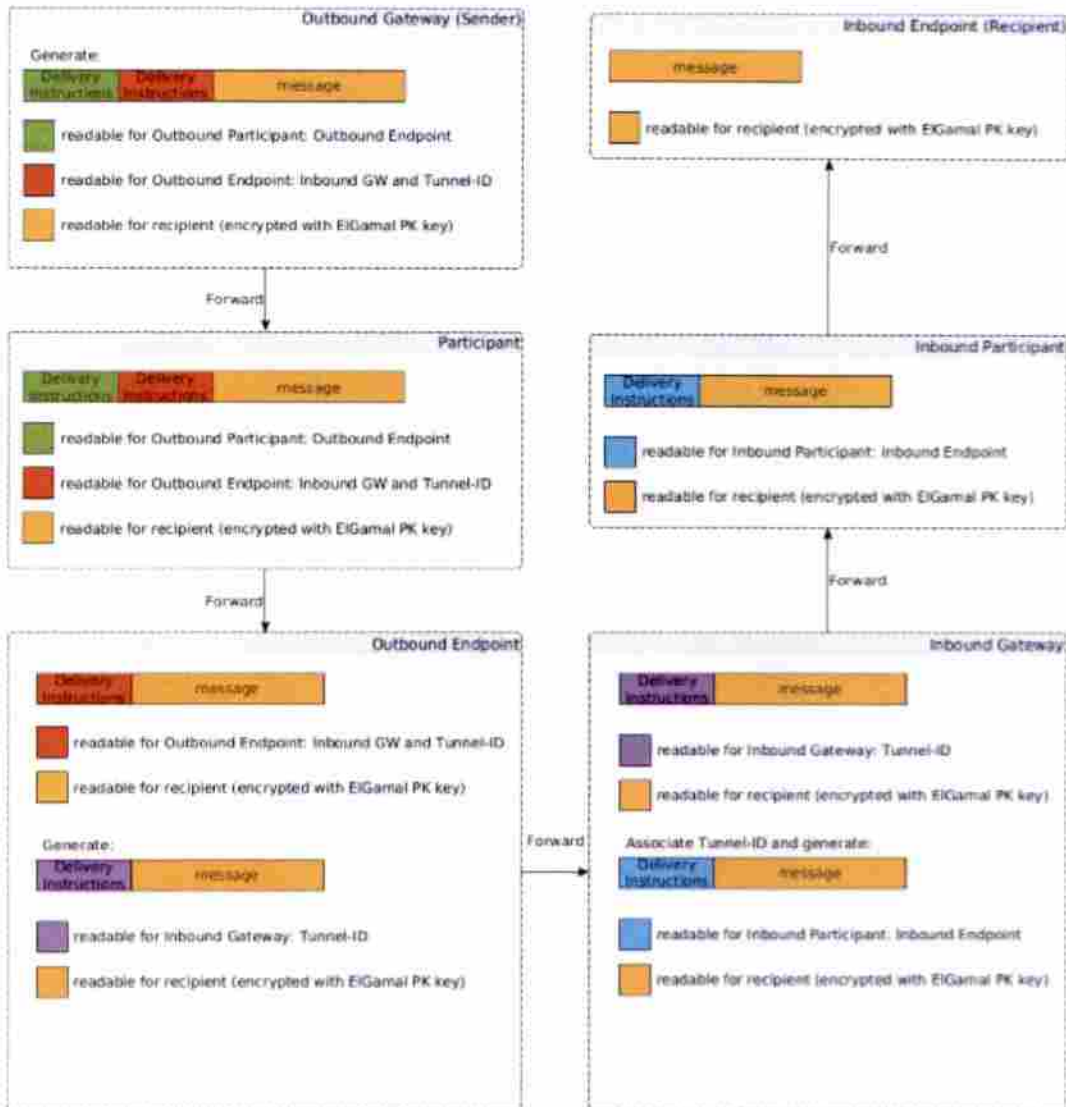 Outbound Gateway (Sender)
Generate:
Delivery Delivery
Instructions Instructions message
readable for Outbound Participant: Outbound Endpoint
readable for Outbound Endpoint: Inbound GW and Tunnel-ID
readable for recipient (encrypted with ElGamal PK key)
Forward
Participant
Delivery Delivery
Instructions Instructions message
readable for Outbound Participant: Outbound Endpoint
readable for Outbound Endpoint: Inbound GW and Tunnel-ID
readable for recipient (encrypted with ElGamal PK key)
Forward
Outbound Endpoint
Delivery
Instructions message
readable for Outbound Endpoint: Inbound GW and Tunnel-ID
readable for recipient (encrypted with ElGamal PK key)
Generate:
Delivery
Instructions message
readable for Inbound Gateway: Tunnel-ID
readable for recipient (encrypted with ElGamal PK key)
Forward
Inbound Gateway
Delivery
Instructions message
readable for Inbound Gateway: Tunnel-ID
readable for recipient (encrypted with ElGamal PK key)
Associate Tunnel-ID and generate:
Delivery
Instructions message
readable for Inbound Participant: Inbound Endpoint
readable for recipient (encrypted with ElGamal PK key)
Forward
Inbound Participant
Delivery
Instructions message
readable for Inbound Participant: Inbound Endpoint
readable for recipient (encrypted with ElGamal PK key)
Forward
Inbound Endpoint (Recipient)
message
readable for recipient (encrypted with ElGamal PK key)